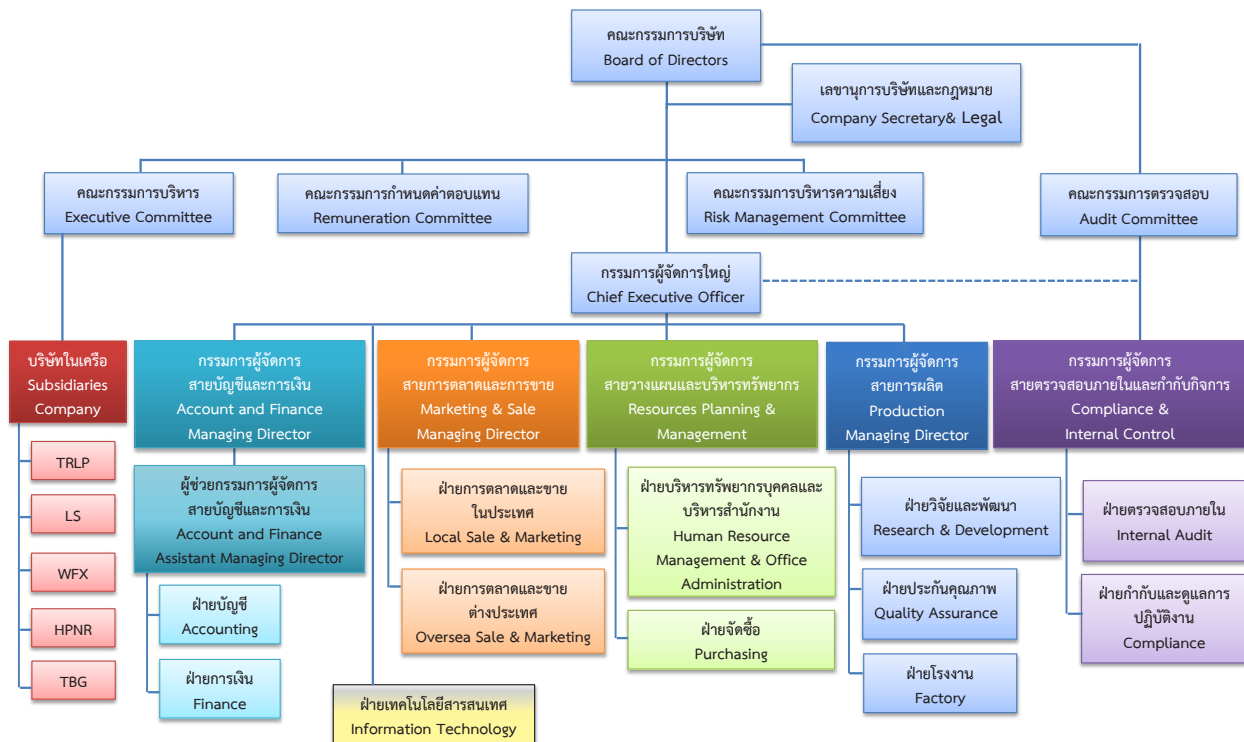 คณะกรรมการบริษัท
Board of Directors
เลขานุการบริษัทและกฎหมาย
Company Secretary& Legal
คณะกรรมการบริหาร
Executive Committee
คณะกรรมการกำหนดค่าตอบแทน
Remuneration Committee
คณะกรรมการบริหารความเสี่ยง
Risk Management Committee
คณะกรรมการตรวจสอบ
Audit Committee
กรรมการผู้จัดการใหญ่
Chief Executive Officer
บริษัทในเครือ
Subsidiaries
Company
TRLP
LS
WFX
HPNR
TBG
กรรมการผู้จัดการ
สายบัญชีและการเงิน
Account and Finance
Managing Director
ผู้ช่วยกรรมการผู้จัดการ
สายบัญชีและการเงิน
Account and Finance
Assistant Managing Director
ฝ่ายบัญชี
Accounting
ฝ่ายการเงิน
Finance
ฝ่ายเทคโนโลยีสารสนเทศ
Information Technology
กรรมการผู้จัดการ
สายการตลาดและการขาย
Marketing & Sale
Managing Director
ฝ่ายการตลาดและขาย
ในประเทศ
Local Sale & Marketing
ฝ่ายการตลาดและขาย
ต่างประเทศ
Oversea Sale & Marketing
กรรมการผู้จัดการ
สายวางแผนและบริหารทรัพยากร
Resources Planning &
Management
ฝ่ายบริหารทรัพยากรบุคคลและ
บริหารสำนักงาน
Human Resource
Management & Office
Administration
ฝ่ายจัดซื้อ
Purchasing
กรรมการผู้จัดการ
สายการผลิต
Production
Managing Director
ฝ่ายวิจัยและพัฒนา
Research & Development
ฝ่ายประกันคุณภาพ
Quality Assurance
ฝ่ายโรงงาน
Factory
กรรมการผู้จัดการ
สายตรวจสอบภายในและกำกับกิจการ
Compliance &
Internal Control
ฝ่ายตรวจสอบภายใน
Internal Audit
ฝ่ายกำกับและดูแลการ
ปฏิบัติงาน
Compliance